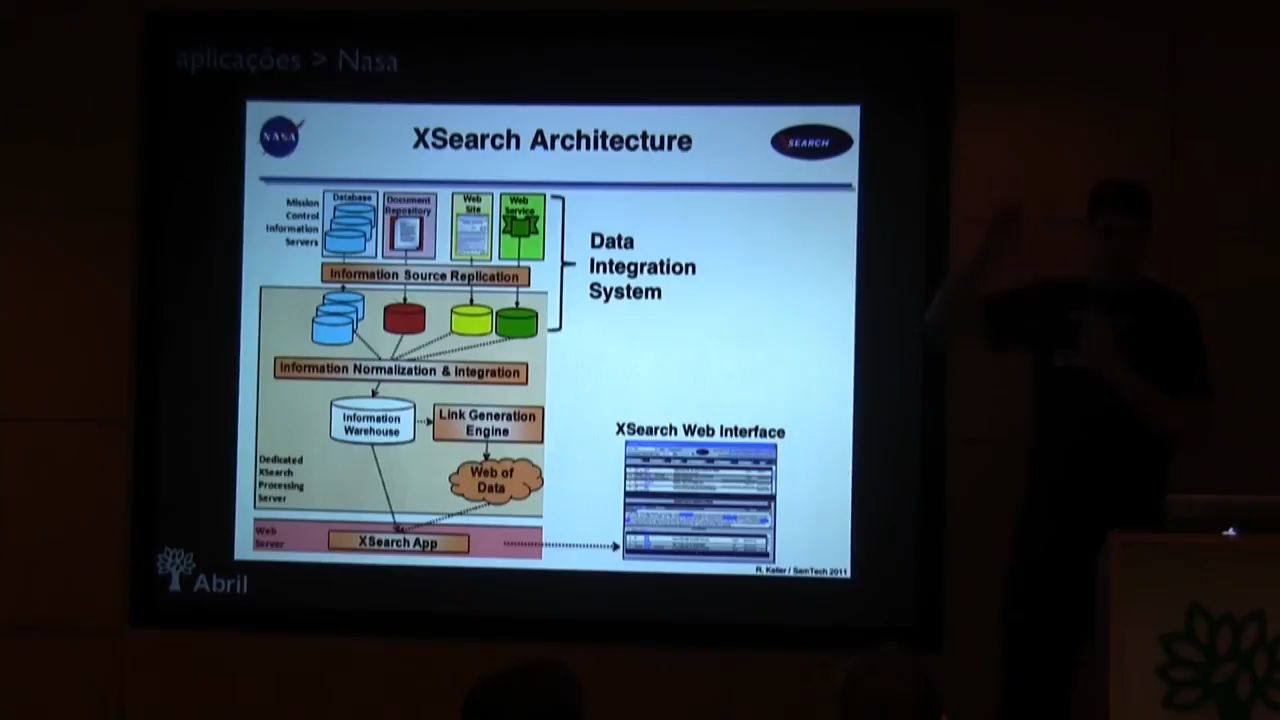 aplicações > Nasa
NASA
XSearch Architecture
XSEARCH
Mission
Control
Information
Servers
Database
Document
Repository
Web
Site
Web
Service
Data
Integration
System
Information Source Replication
Information Normalization & Integration
Information
Warehouse
Link Generation
Engine
Web of
Data
Dedicated
XSearch
Processing
Server
Web
Server
XSearch App
XSearch Web Interface
R. Keller / SemTech 2011
Abril